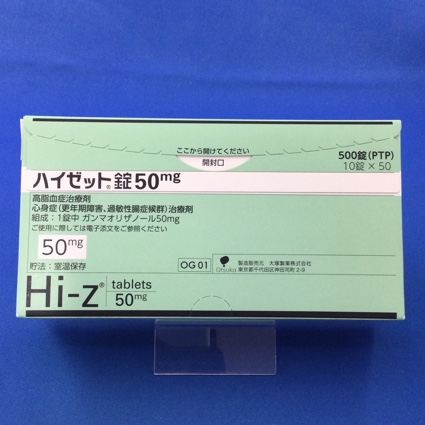 ここから開けてください
開封口
500錠(PTP)
10錠×50
ハイゼット®錠50mg
高脂血症治療剤
心身症(更年期障害、過敏性腸症候群)治療剤
組成:1錠中 ガンマオリザノール50mg
ご使用に際しては電子添文をご参照ください
50mg
貯法:室温保存
OG01
Otsuka
製造販売元 大塚製薬株式会社
東京都千代田区神田司町2-9
Hi-Z® tablets
50mg